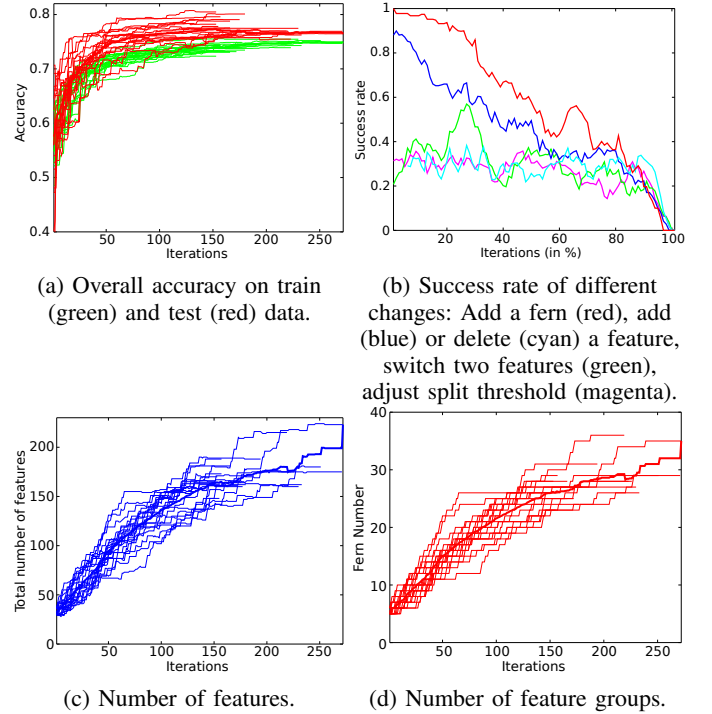 0.8
0.7
0.6
0.5
0.4
Accuracy
50 100 150 200 250
Iterations
(a) Overall accuracy on train
(green) and test (red) data.
1
0.8
0.6
0.4
0.2
0
Success rate
20 40 60 80 100
Iterations (in %)
(b) Success rate of different
changes: Add a fern (red), add
(blue) or delete (cyan) a feature,
switch two features (green),
adjust split threshold (magenta).
200
150
100
50
0
Total number of features
50 100 150 200 250
Iterations
(c) Number of features.
40
30
20
10
0
Fern Number
50 100 150 200 250
Iterations
(d) Number of feature groups.